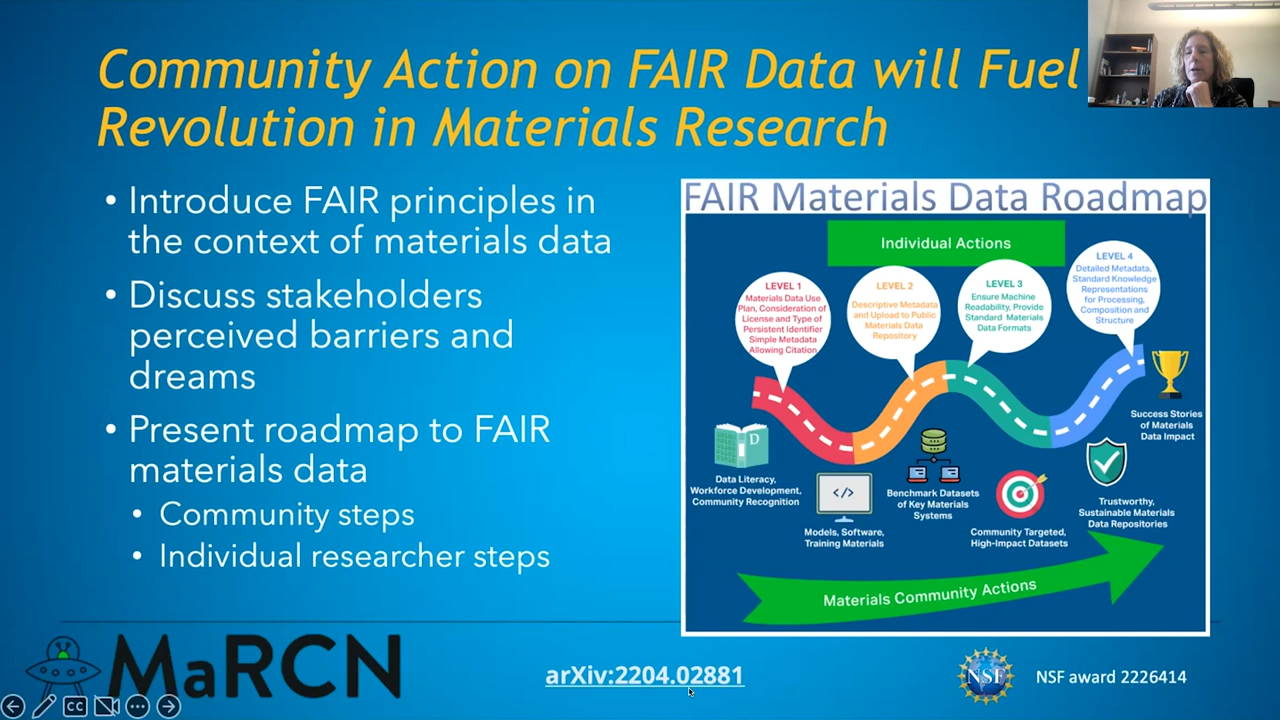 Community Action on FAIR Data will Fuel
Revolution in Materials Research
• Introduce FAIR principles in
the context of materials data
• Discuss stakeholders
perceived barriers and
dreams
• Present roadmap to FAIR
materials data
• Community steps
• Individual researcher steps
FAIR Materials Data Roadmap
Individual Actions
LEVEL 1
Materials Data Use
Plan, Consideration of
License and Type of
Persistent Identifier
Simple Metadata
Allowing Citation
LEVEL 2
Descriptive Metadata
and Upload to Public
Materials Data
Repository
LEVEL 3
Ensure Machine
Readability, Provide
Standard Materials
Data Formats
LEVEL 4
Detailed Metadata,
Standard Knowledge
Representations
for Processing,
Composition and
Structure
D
Data Literacy,
Workforce Development,
Community Recognition
</>
Models, Software,
Training Materials
Benchmark Datasets
of Key Materials
Systems
Community Targeted,
High-Impact Datasets
Trustworthy,
Sustainable Materials
Data Repositories
Success Stories
of Materials
Data Impact
Materials Community Actions
MaRCN
arXiv:2204.02881
NSF
NSF award 2226414
CC